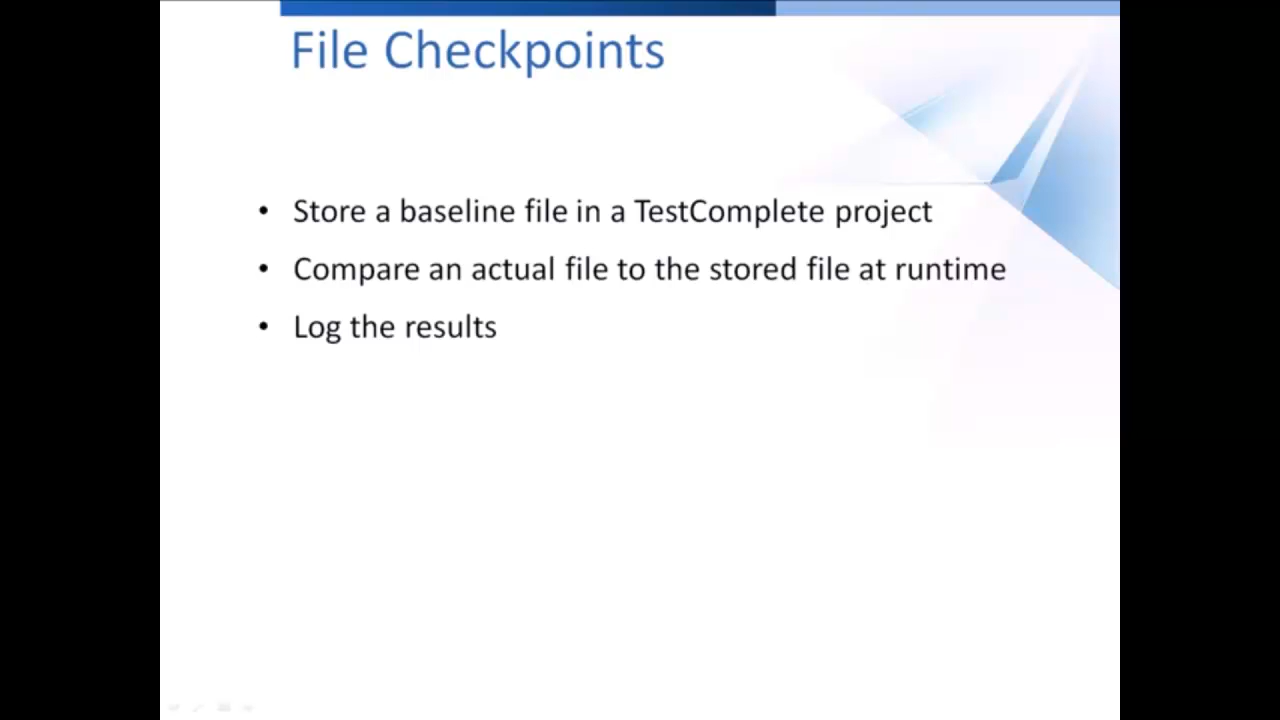 File Checkpoints
• Store a baseline file in a TestComplete project
• Compare an actual file to the stored file at runtime
• Log the results